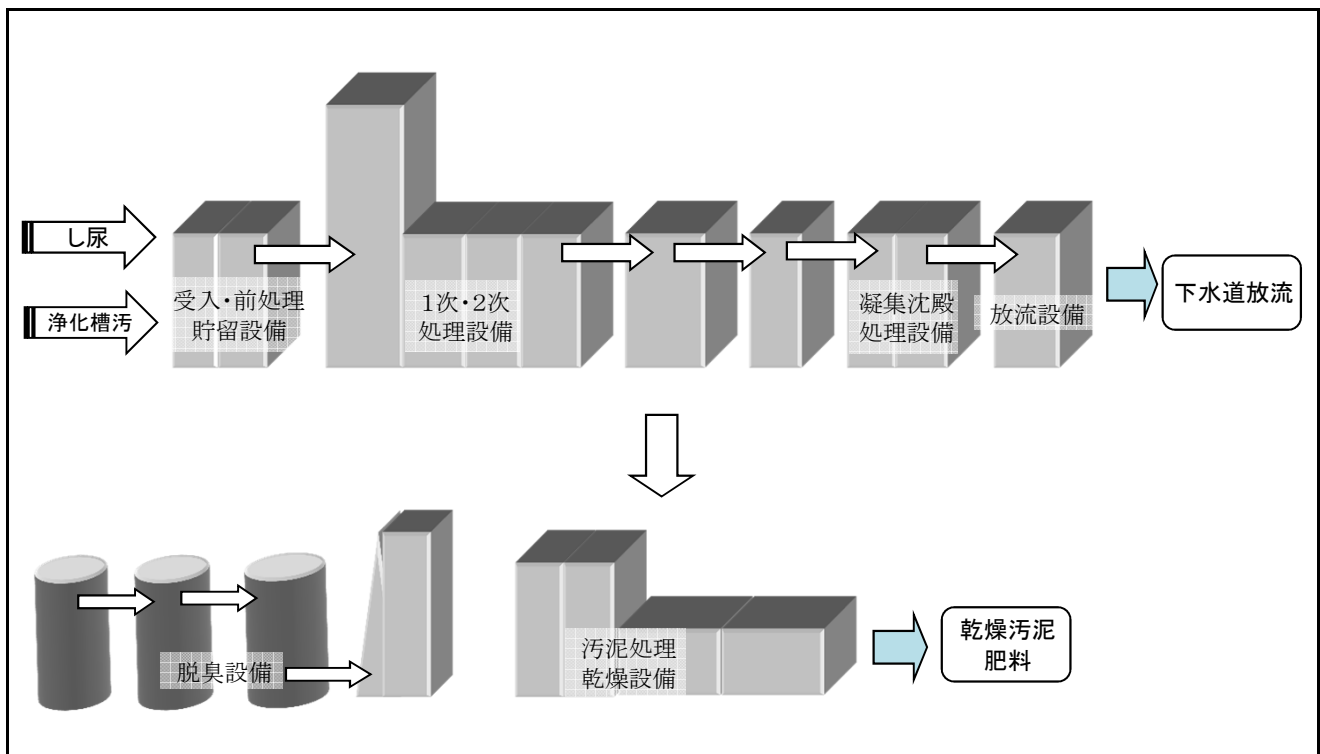 し尿
浄化槽汚
受入・前処理
貯留設備
1次・2次
処理設備
凝集沈殿
処理設備
放流設備
下水道放流
脱臭設備
汚泥処理
乾燥設備
乾燥汚泥
肥料